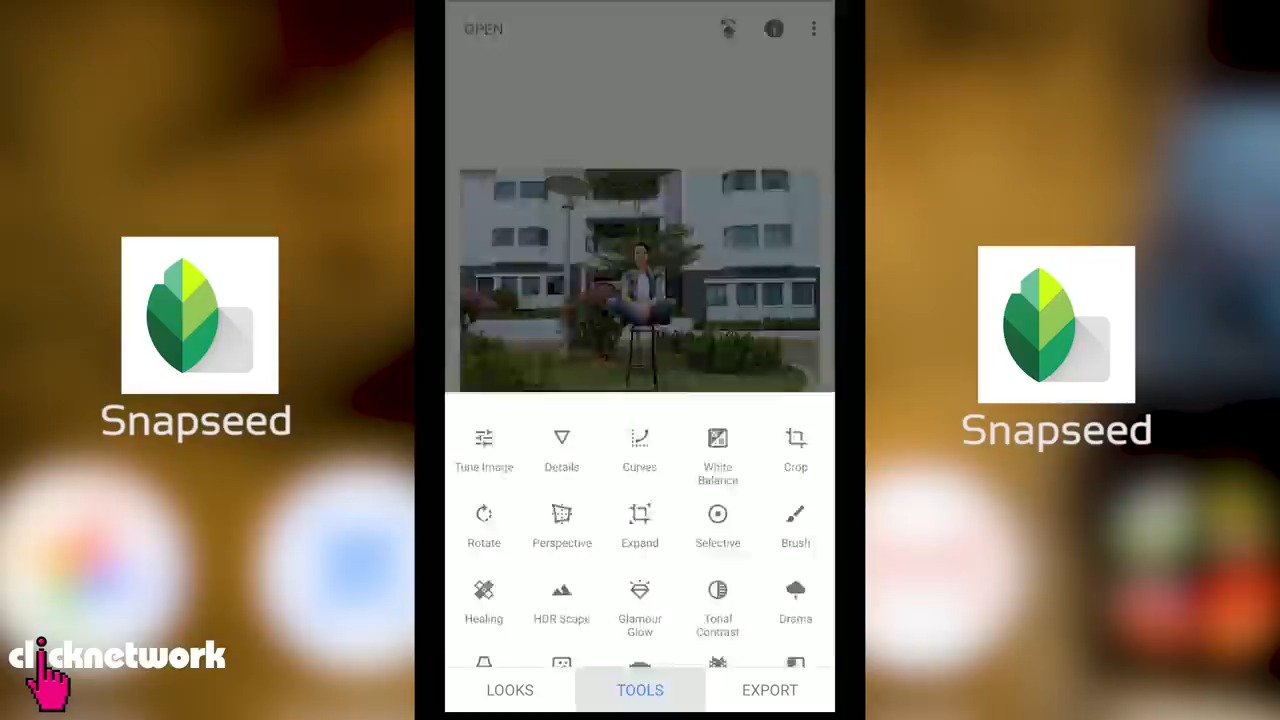 OPEN
Snapseed
Snapseed
Tune Image
Details
Curves
White
Balance
Crop
Rotate
Perspective
Expand
Selective
Brush
Healing
HDR Scape
Glamour
Glow
Tonal
Contrast
Drama
LOOKS
TOOLS
EXPORT
clicknetwork